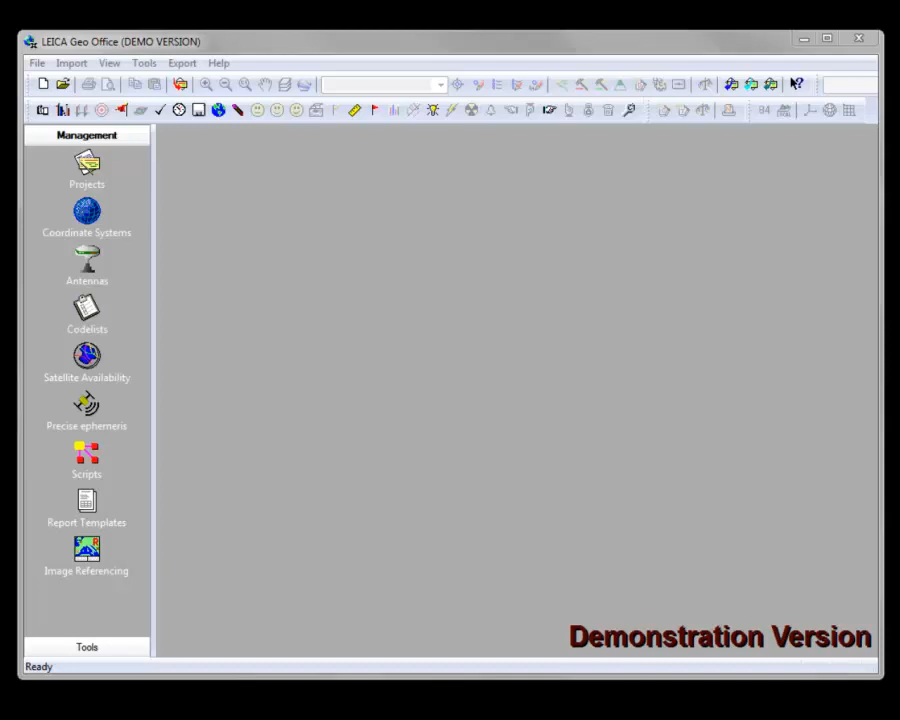 LEICA Geo Office (DEMO VERSION)
File Import View Tools Export Help
84
Management
Projects
Coordinate Systems
Antennas
Codelists
Satellite Availability
Precise ephemeris
Scripts
Report Templates
Image Referencing
Tools
Demonstration Version
Ready